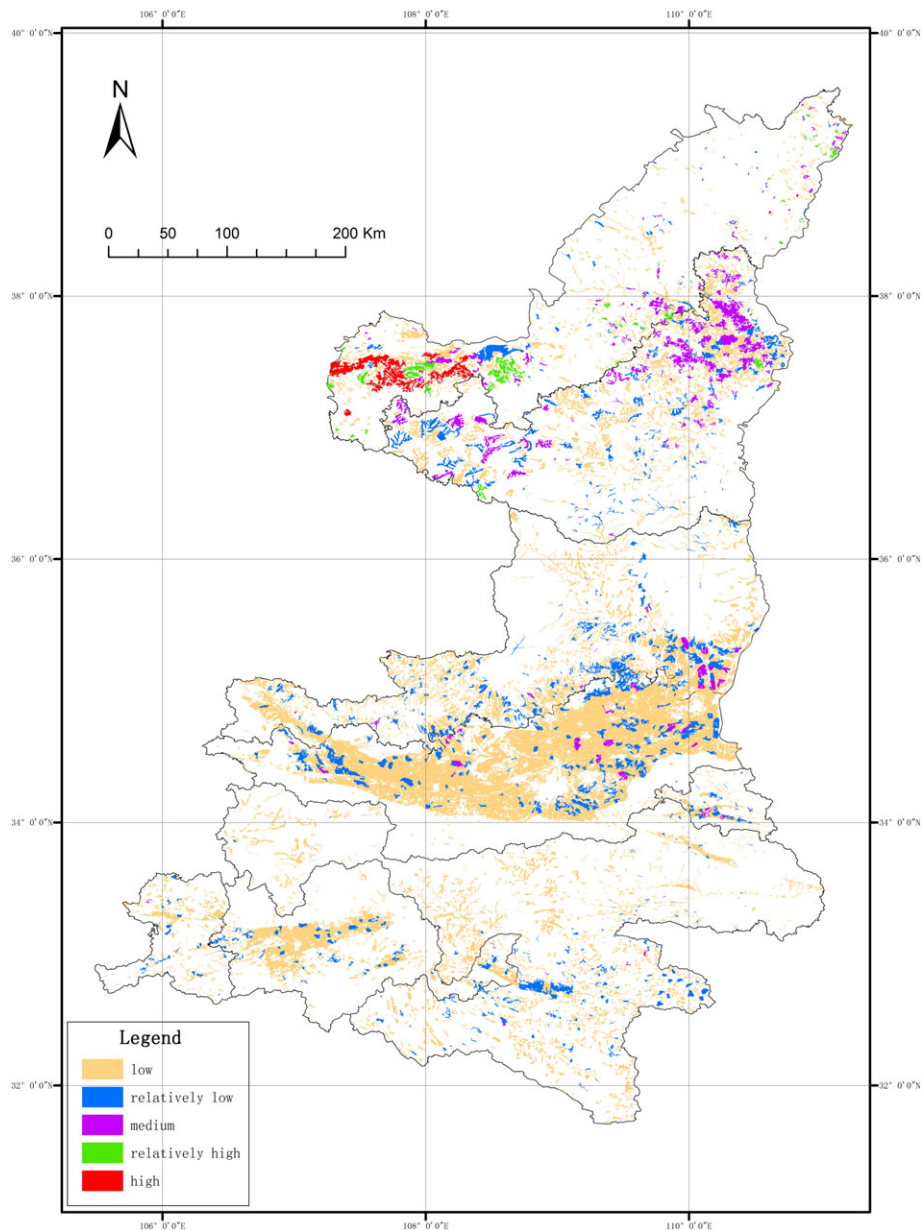 106° 0′0″E 108° 0′0″E 110° 0′0″E
40° 0′0″N 40° 0′0″N
N
0 50 100 200 Km
38° 0′0″N 38° 0′0″N
36° 0′0″N 36° 0′0″N
34° 0′0″N 34° 0′0″N
32° 0′0″N 32° 0′0″N
Legend
low
relatively low
medium
relatively high
high
106° 0′0″E 108° 0′0″E 110° 0′0″E